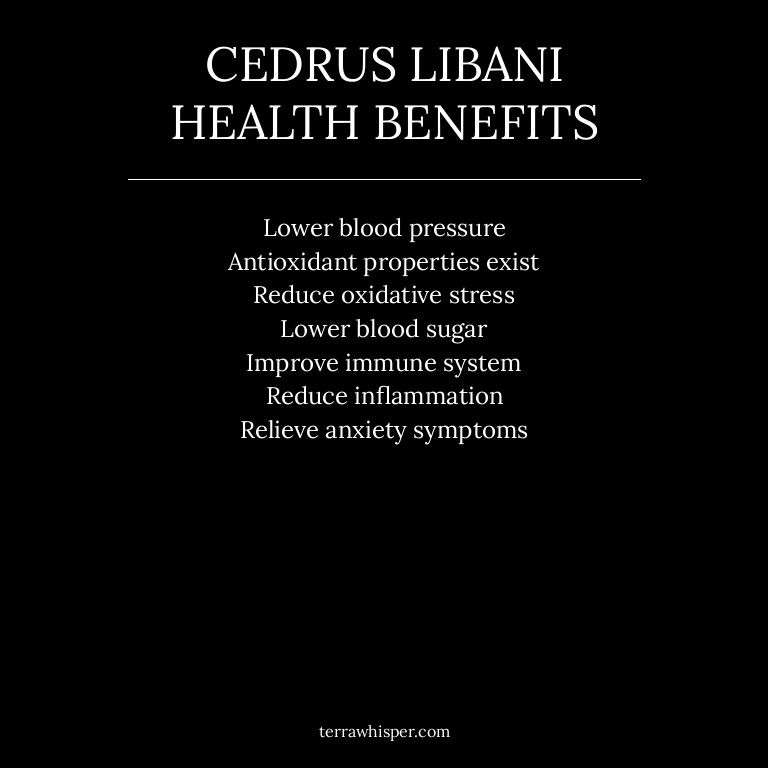 CEDRUS LIBANI
HEALTH BENEFITS
Lower blood pressure
Antioxidant properties exist
Reduce oxidative stress
Lower blood sugar
Improve immune system
Reduce inflammation
Relieve anxiety symptoms
terrawhisper.com